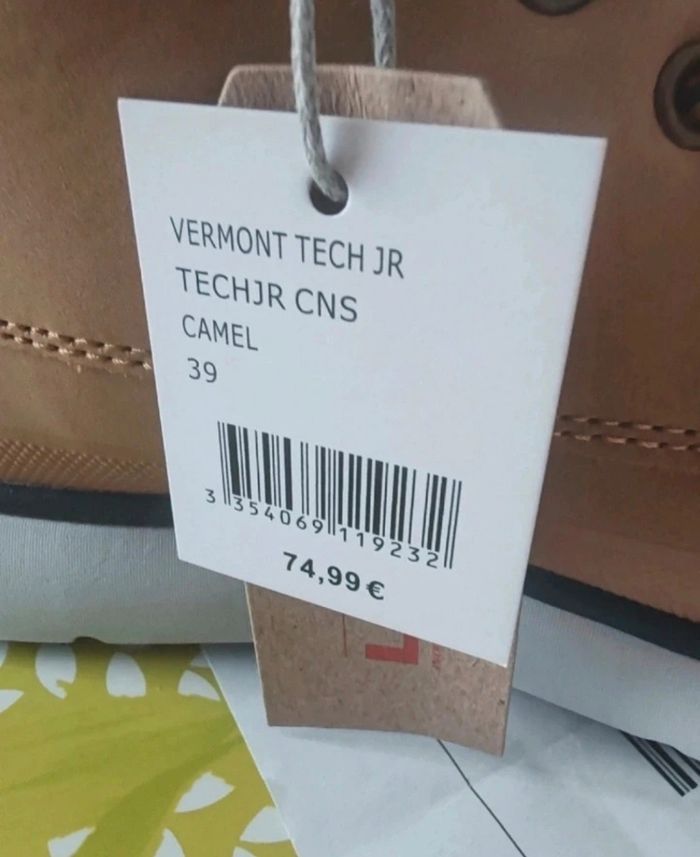 VERMONT TECH JR
TECHJR CNS
CAMEL
39
3 354069 119232
74,99 €